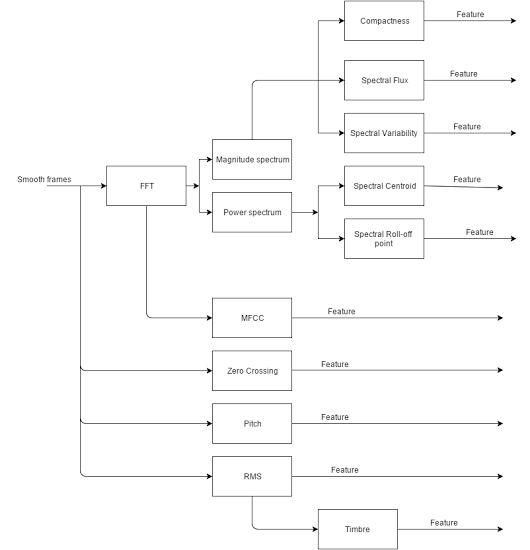 Compactness
Feature
Spectral Flux
Feature
Spectral Variability
Feature
Magnitude spectrum
Smooth frames
FFT
Spectral Centroid
Feature
Power spectrum
Spectral Roll-off
point
Feature
MFCC
Feature
Zero Crossing
Feature
Pitch
Feature
RMS
Feature
Timbre
Feature